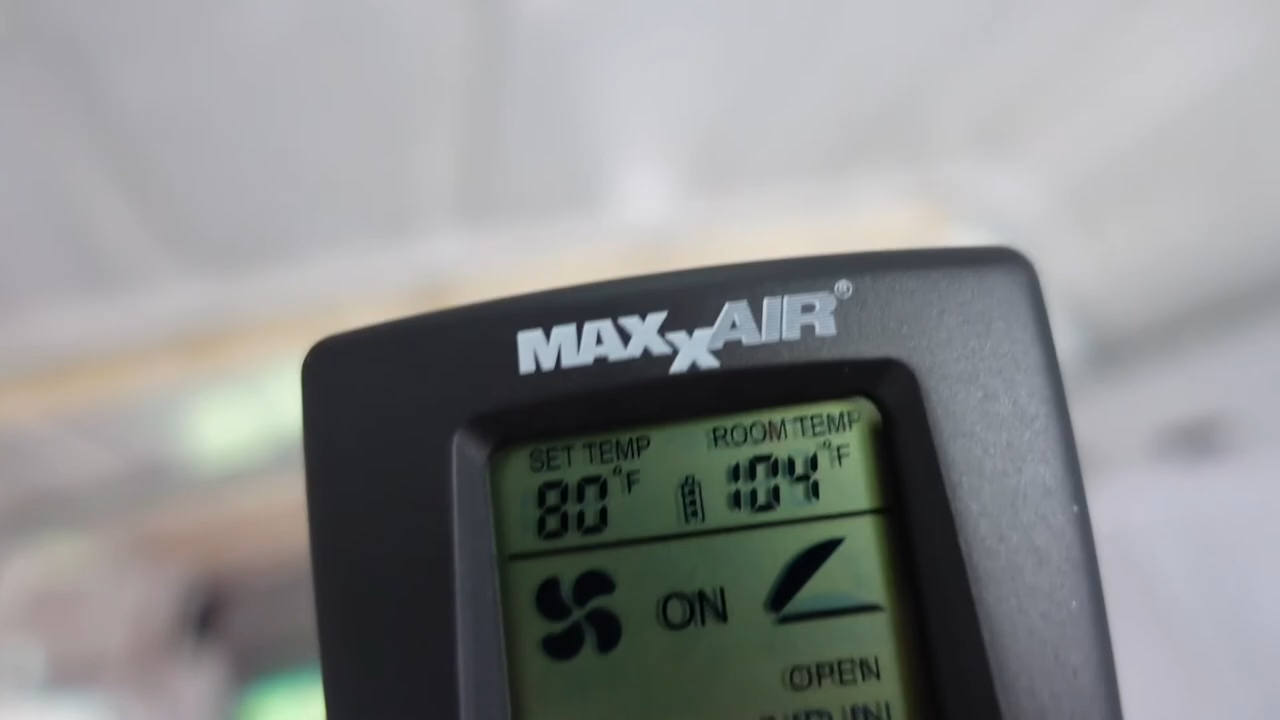 MAXXAIR®
SET TEMP ROOM TEMP
80°F 104°F
ON
OPEN